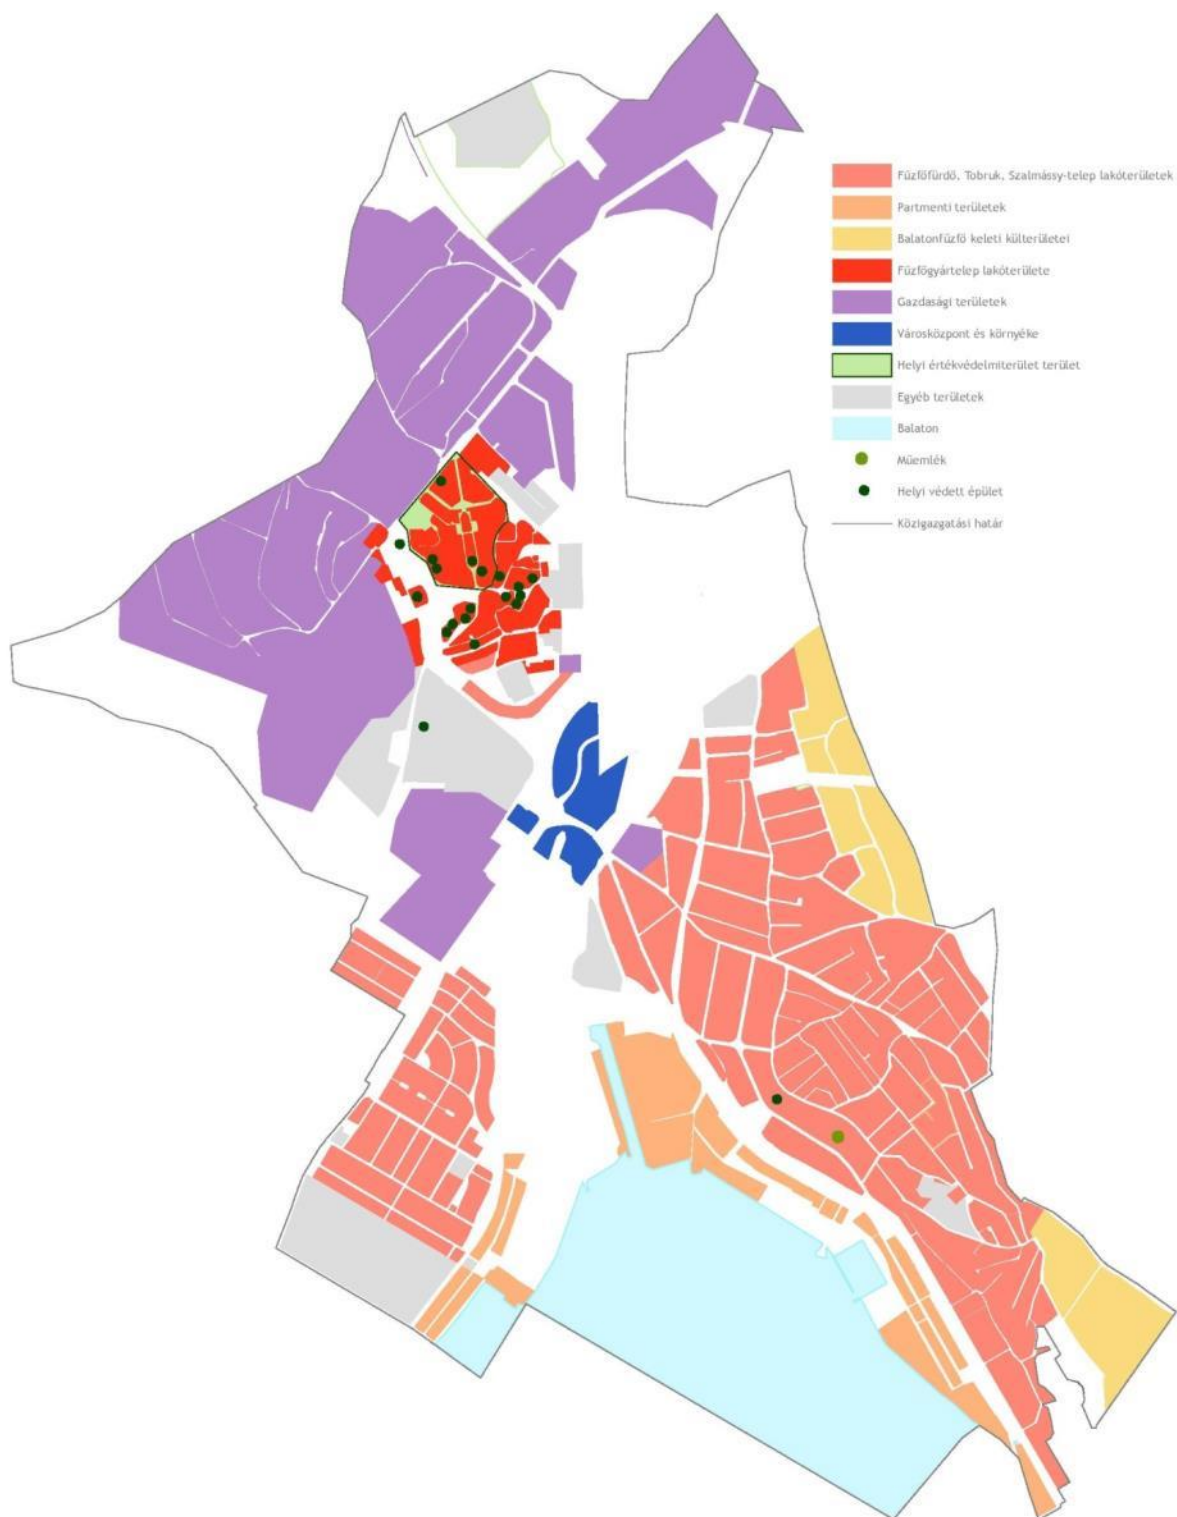 Fűzfőfürdő, Tobruk, Szalmássy-telep lakóterületek
Partmenti területek
Balatonfűzfő keleti külterületei
Fűzfőgyártelep lakóterülete
Gazdasági területek
Városközpont és környéke
Helyi értékvédelmiterület terület
Egyéb területek
Balaton
Műemlék
Helyi védett épület
Közigazgatási határ